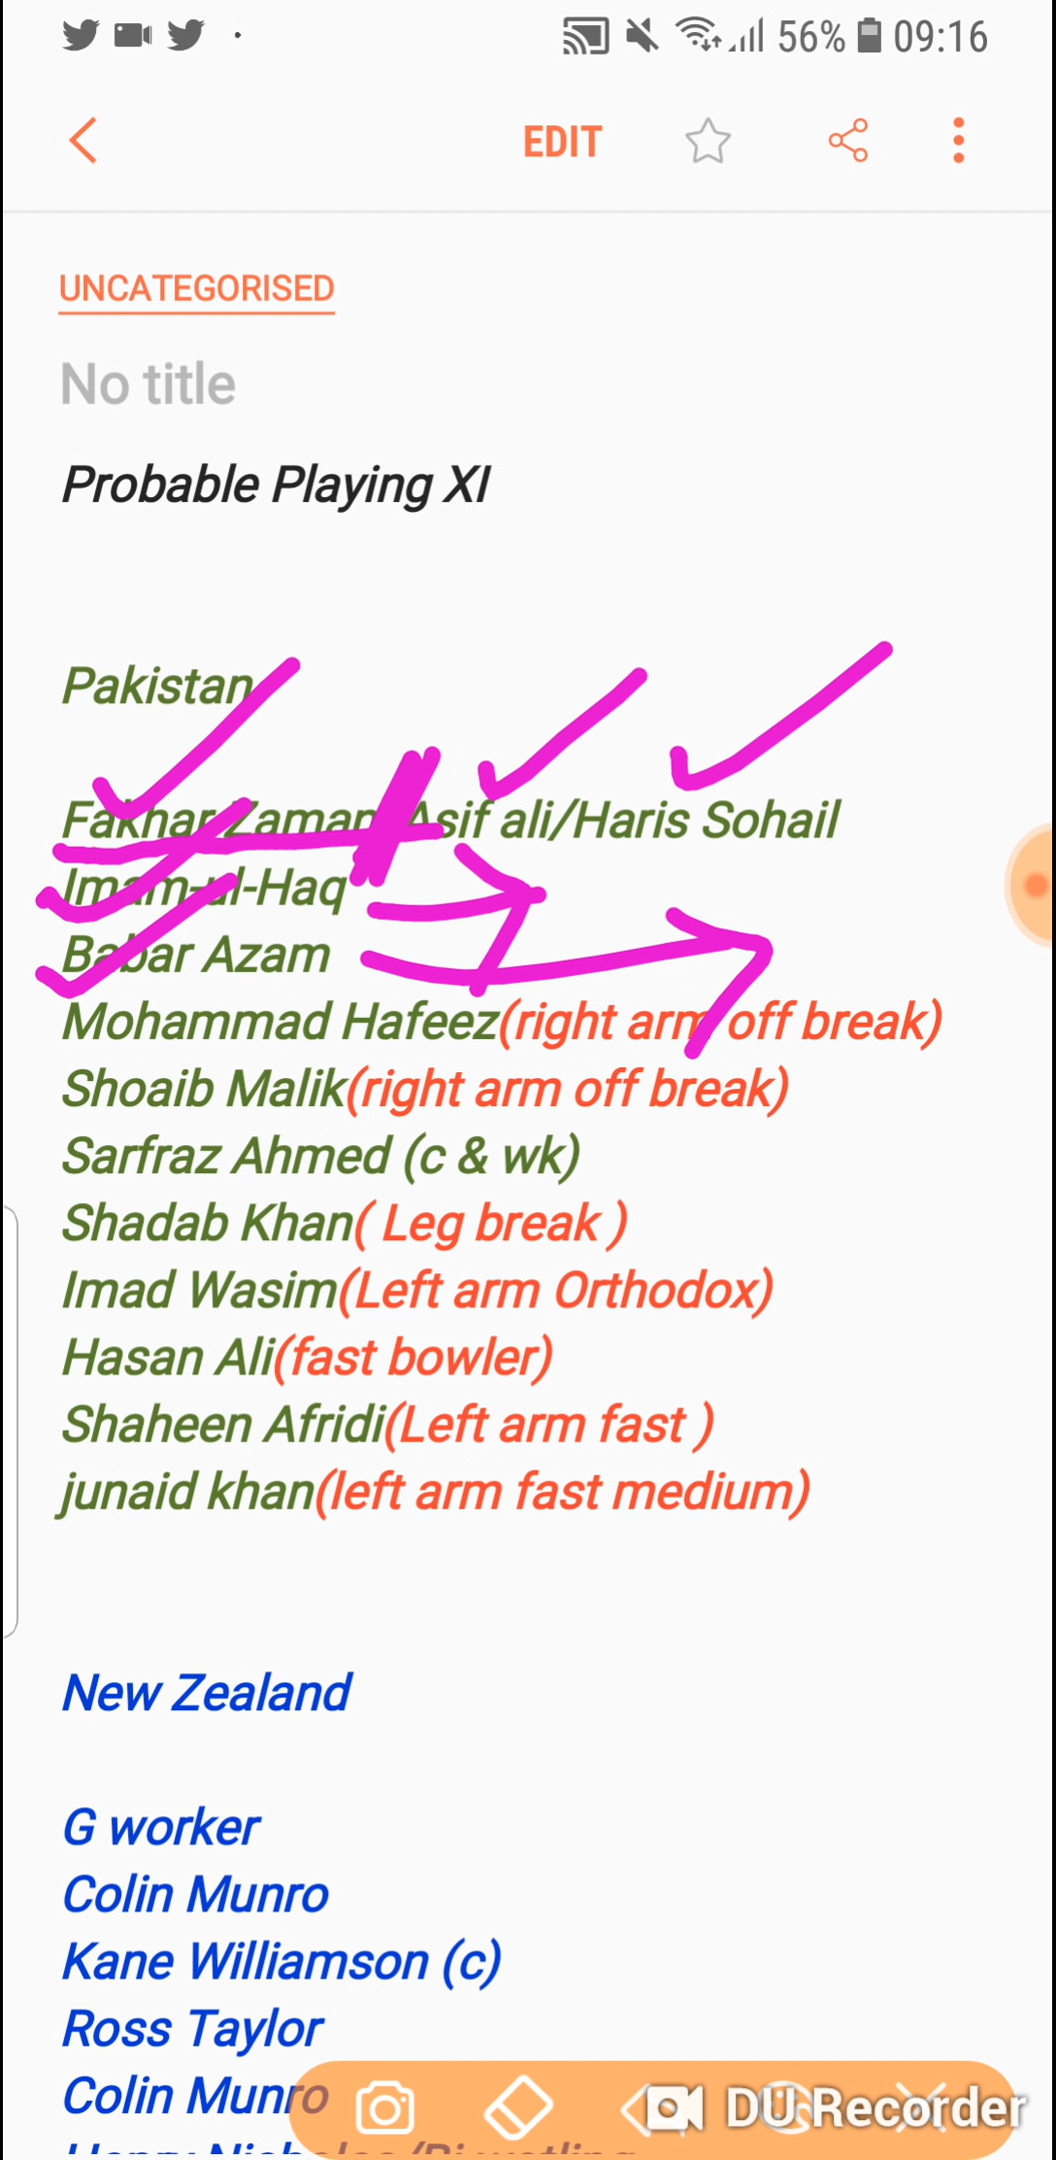 56% 09:16
EDIT
UNCATEGORISED
No title
Probable Playing XI
Pakistan
Fakhar Zaman Asif ali/Haris Sohail
Imam-ul-Haq
Babar Azam
Mohammad Hafeez(right arm off break)
Shoaib Malik(right arm off break)
Sarfraz Ahmed (c & wk)
Shadab Khan( Leg break )
Imad Wasim(Left arm Orthodox)
Hasan Ali(fast bowler)
Shaheen Afridi(Left arm fast )
junaid khan(left arm fast medium)
New Zealand
G worker
Colin Munro
Kane Williamson (c)
Ross Taylor
Colin Munro
DU Recorder